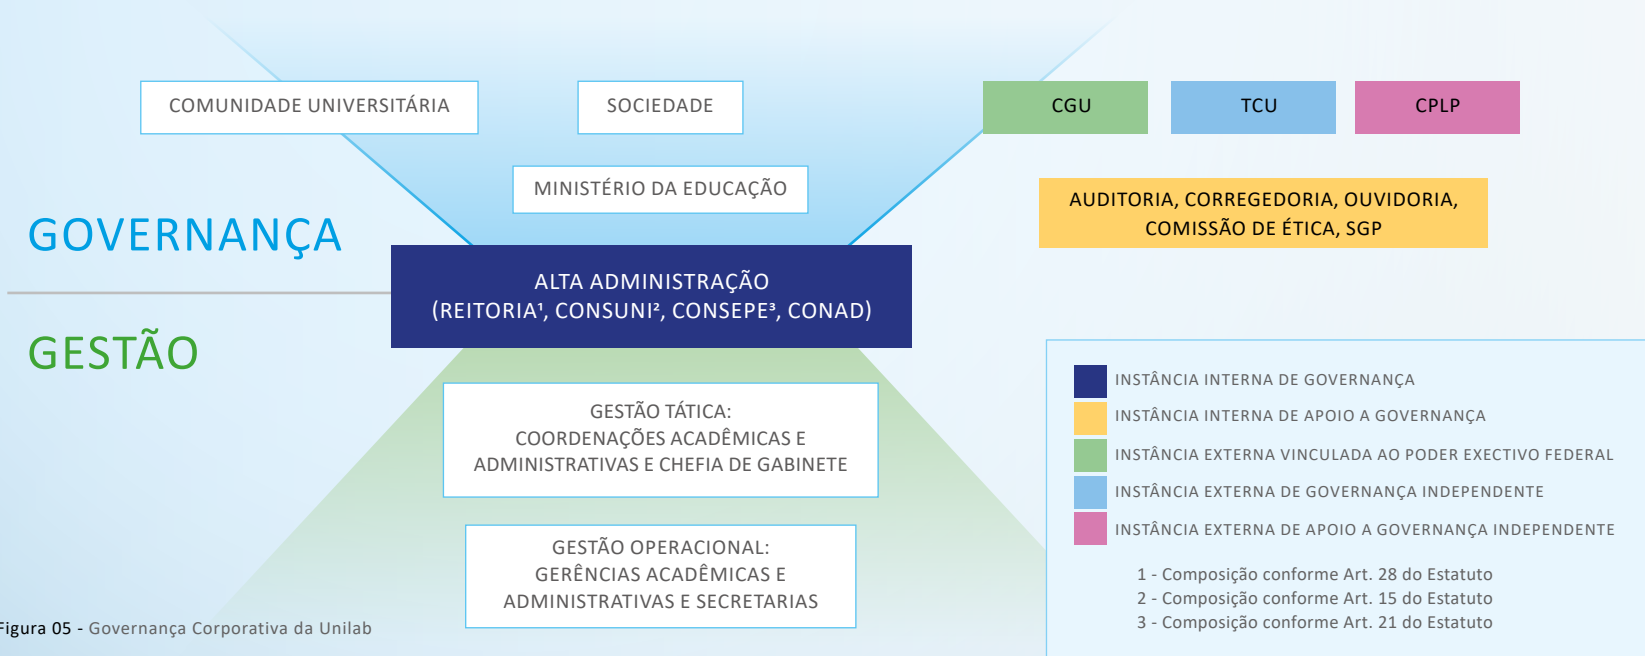 COMUNIDADE UNIVERSITÁRIA
SOCIEDADE
CGU
TCU
CPLP
MINISTÉRIO DA EDUCAÇÃO
AUDITORIA, CORREGEDORIA, OUVIDORIA,
COMISSÃO DE ÉTICA, SGP
GOVERNANÇA
ALTA ADMINISTRAÇÃO
(REITORIA¹, CONSUNI², CONSEPE³, CONAD)
GESTÃO
GESTÃO TÁTICA:
COORDENAÇÕES ACADÊMICAS E
ADMINISTRATIVAS E CHEFIA DE GABINETE
GESTÃO OPERACIONAL:
GERÊNCIAS ACADÊMICAS E
ADMINISTRATIVAS E SECRETARIAS
INSTÂNCIA INTERNA DE GOVERNANÇA
INSTÂNCIA INTERNA DE APOIO A GOVERNANÇA
INSTÂNCIA EXTERNA VINCULADA AO PODER EXECTIVO FEDERAL
INSTÂNCIA EXTERNA DE GOVERNANÇA INDEPENDENTE
INSTÂNCIA EXTERNA DE APOIO A GOVERNANÇA INDEPENDENTE
1 - Composição conforme Art. 28 do Estatuto
2 - Composição conforme Art. 15 do Estatuto
3 - Composição conforme Art. 21 do Estatuto
Figura 05 - Governança Corporativa da Unilab